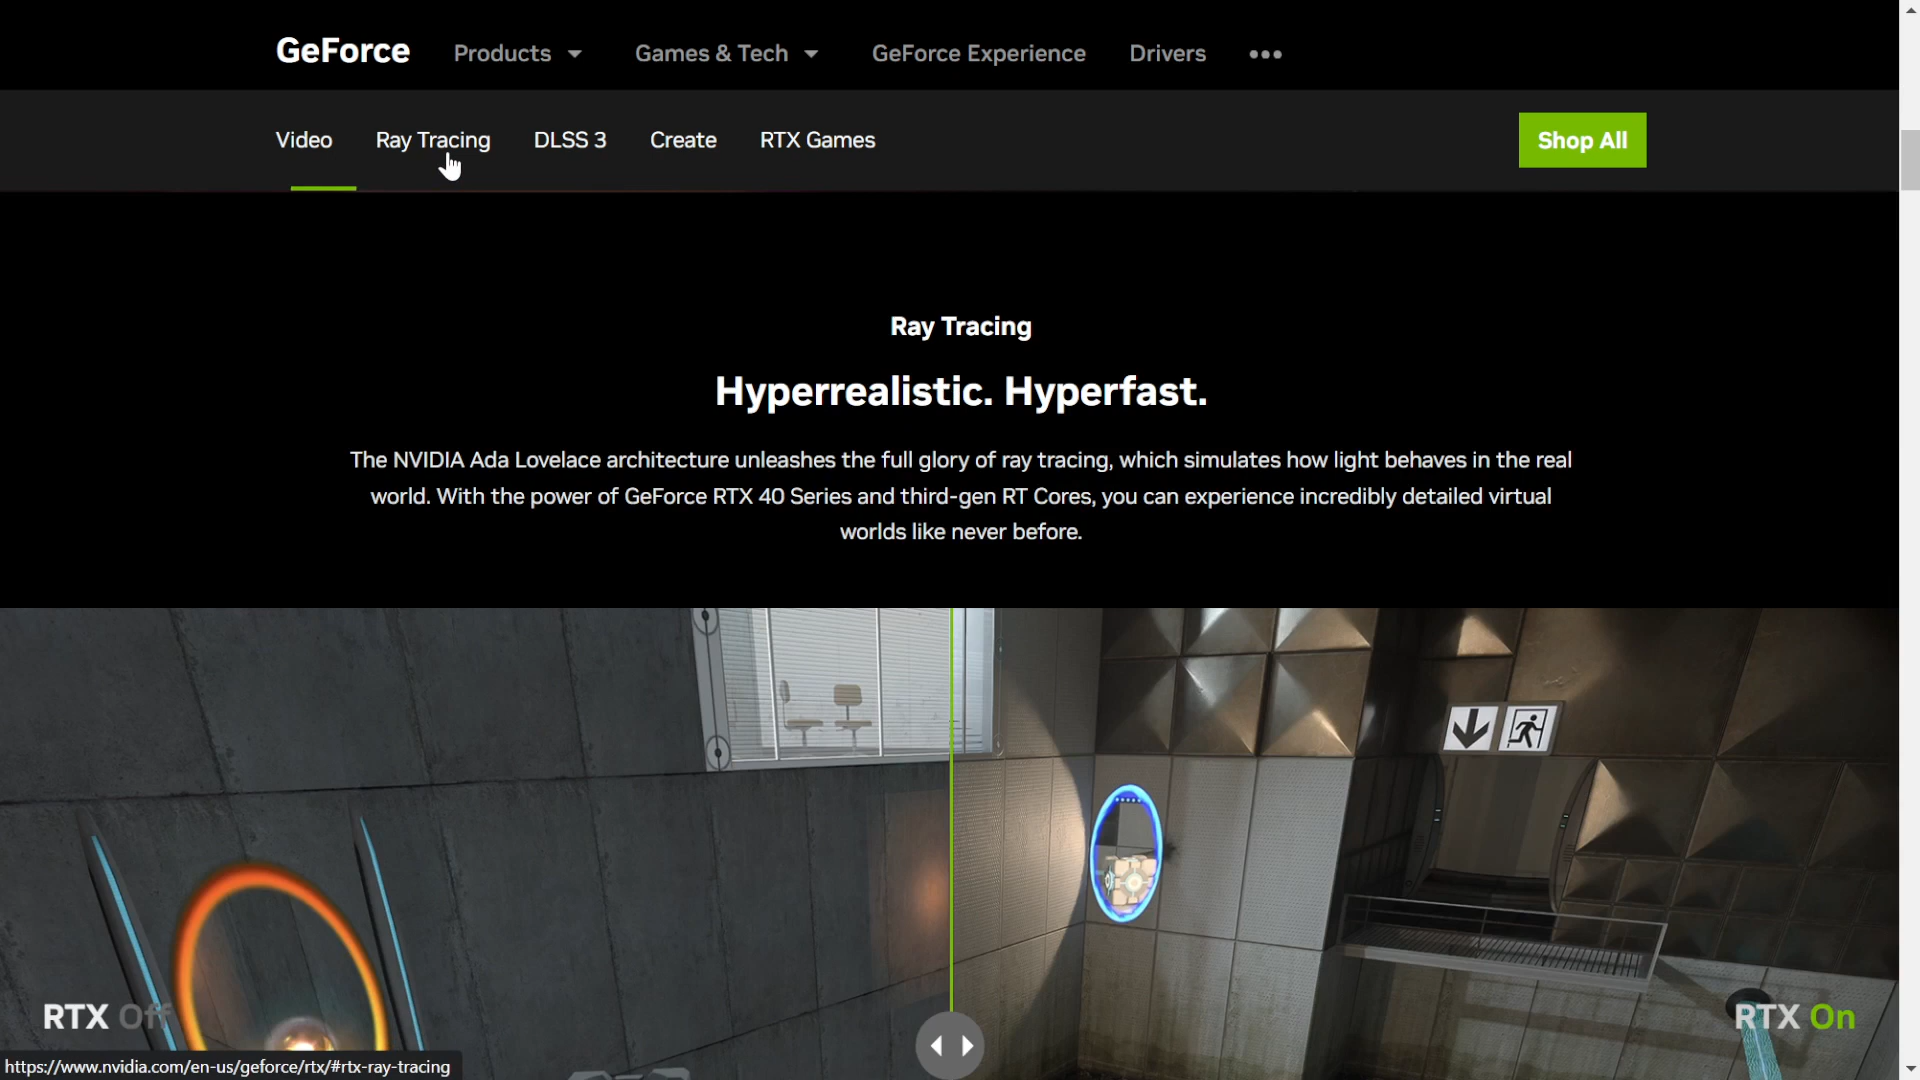 GeForce Products Games & Tech GeForce Experience Drivers •••
Video Ray Tracing DLSS 3 Create RTX Games Shop All
Ray Tracing
Hyperrealistic. Hyperfast.
The NVIDIA Ada Lovelace architecture unleashes the full glory of ray tracing, which simulates how light behaves in the real
world. With the power of GeForce RTX 40 Series and third-gen RT Cores, you can experience incredibly detailed virtual
worlds like never before.
RTX Off
RTX On
https://www.nvidia.com/en-us/geforce/rtx/#rtx-ray-tracing